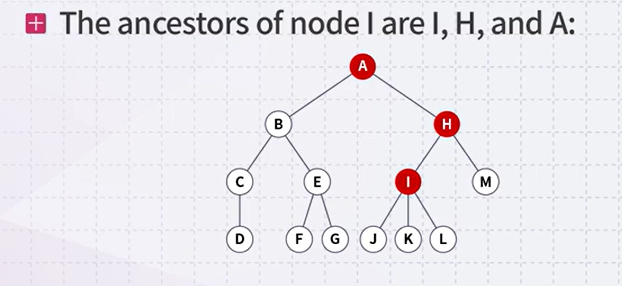 The ancestors of node I are I, H, and A:
A
B H
C E I M
D F G J K L